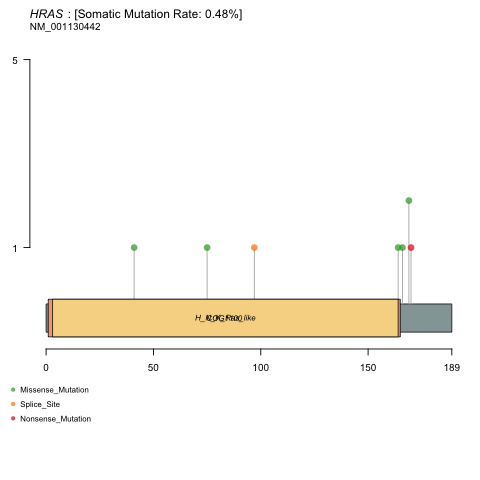 HRAS : [Somatic Mutation Rate: 0.48%]
NM_001130442
5
1
0
50
100
150
189
Missense_Mutation
Splice_Site
Nonsense_Mutation